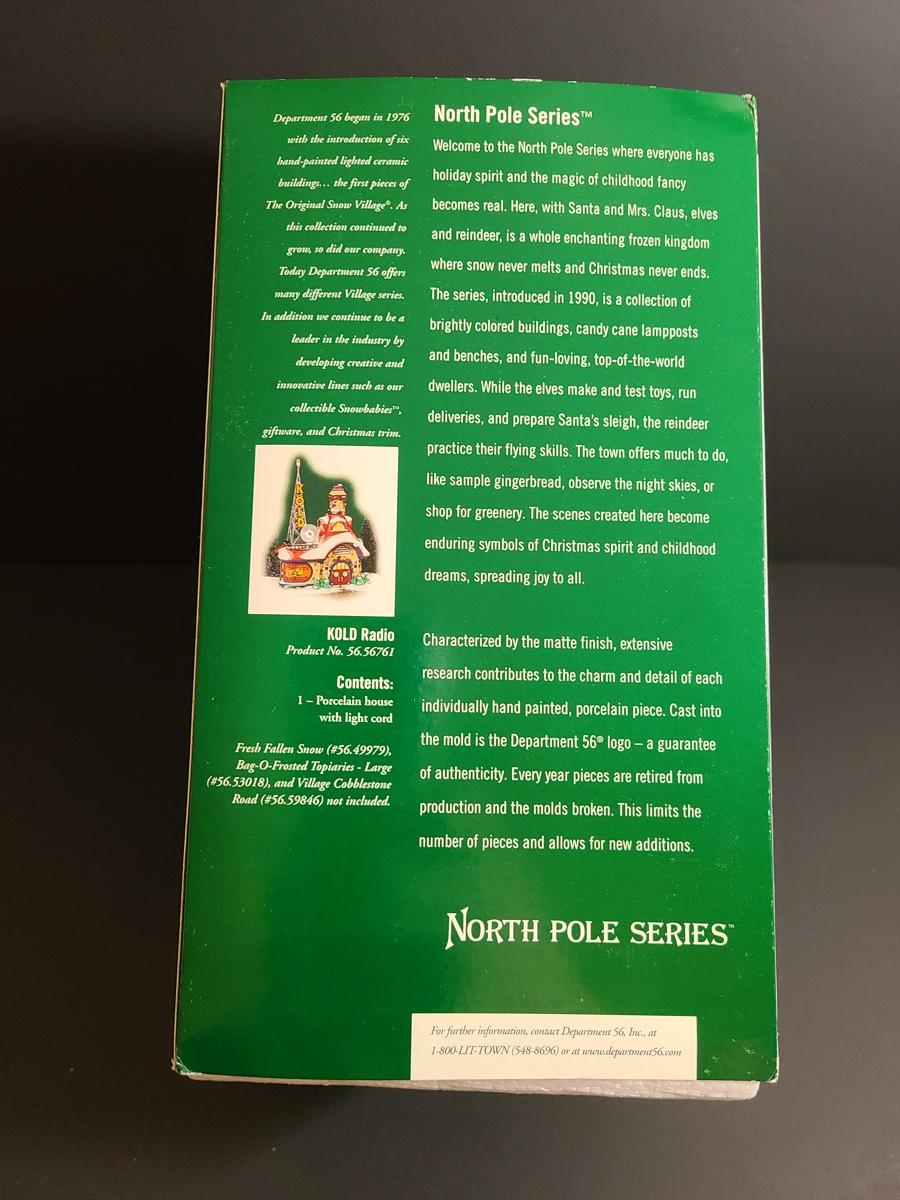 Department 56 began in 1976
with the introduction of six
hand-painted lighted ceramic
buildings... the first pieces of
The Original Snow Village®. As
this collection continued to
grow, so did our company.
Today Department 56 offers
many different Village series.
In addition we continue to be a
leader in the industry by
developing creative and
innovative lines such as our
collectible Snowbabies™,
giftware, and Christmas trim.
KOLD
KOLD Radio
Product No. 56.56761
Contents:
1 – Porcelain house
with light cord
Fresh Fallen Snow (#56.49979),
Bag-O-Frosted Topiaries - Large
(#56.53018), and Village Cobblestone
Road (#56.59846) not included.
North Pole Series™
Welcome to the North Pole Series where everyone has
holiday spirit and the magic of childhood fancy
becomes real. Here, with Santa and Mrs. Claus, elves
and reindeer, is a whole enchanting frozen kingdom
where snow never melts and Christmas never ends.
The series, introduced in 1990, is a collection of
brightly colored buildings, candy cane lampposts
and benches, and fun-loving, top-of-the-world
dwellers. While the elves make and test toys, run
deliveries, and prepare Santa's sleigh, the reindeer
practice their flying skills. The town offers much to do,
like sample gingerbread, observe the night skies, or
shop for greenery. The scenes created here become
enduring symbols of Christmas spirit and childhood
dreams, spreading joy to all.
Characterized by the matte finish, extensive
research contributes to the charm and detail of each
individually hand painted, porcelain piece. Cast into
the mold is the Department 56® logo – a guarantee
of authenticity. Every year pieces are retired from
production and the molds broken. This limits the
number of pieces and allows for new additions.
NORTH POLE SERIES™
For further information, contact Department 56, Inc., at
1-800-LIT-TOWN (548-8696) or at www.department56.com